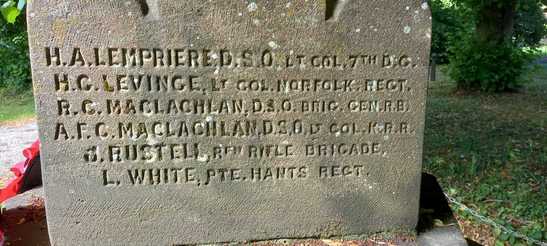 H.A. LEMPRIERE. D.S.O. LT COL. 7TH D.G.
H.G. LEVINGE, LT COL. NORFOLK. REGT.
R.C. MACLACHLAN, D.S.O. BRIG. GEN. R.B.
A.F.C. MACLACHLAN, D.S.O, LT COL. K.R.R.
J. RUSTELL, RFN RIFLE BRIGADE,
L. WHITE, PTE. HANTS REGT.